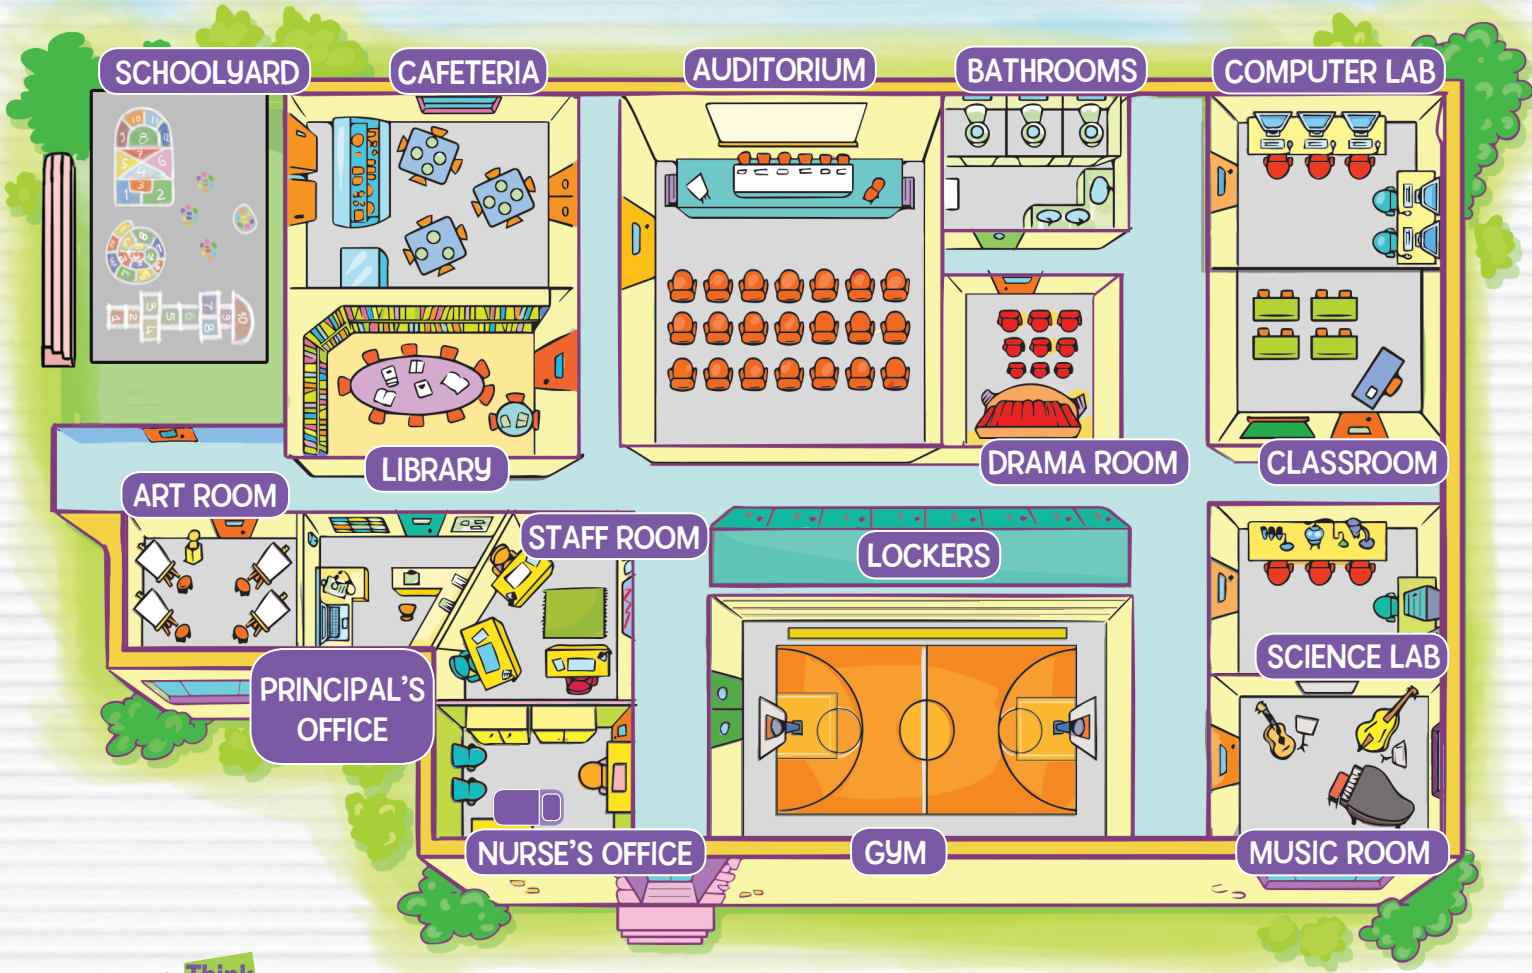 SCHOOLYARD
CAFETERIA
AUDITORIUM
BATHROOMS
COMPUTER LAB
LIBRARY
DRAMA ROOM
CLASSROOM
ART ROOM
STAFF ROOM
LOCKERS
SCIENCE LAB
PRINCIPAL'S
OFFICE
NURSE'S OFFICE
GYM
MUSIC ROOM
Think